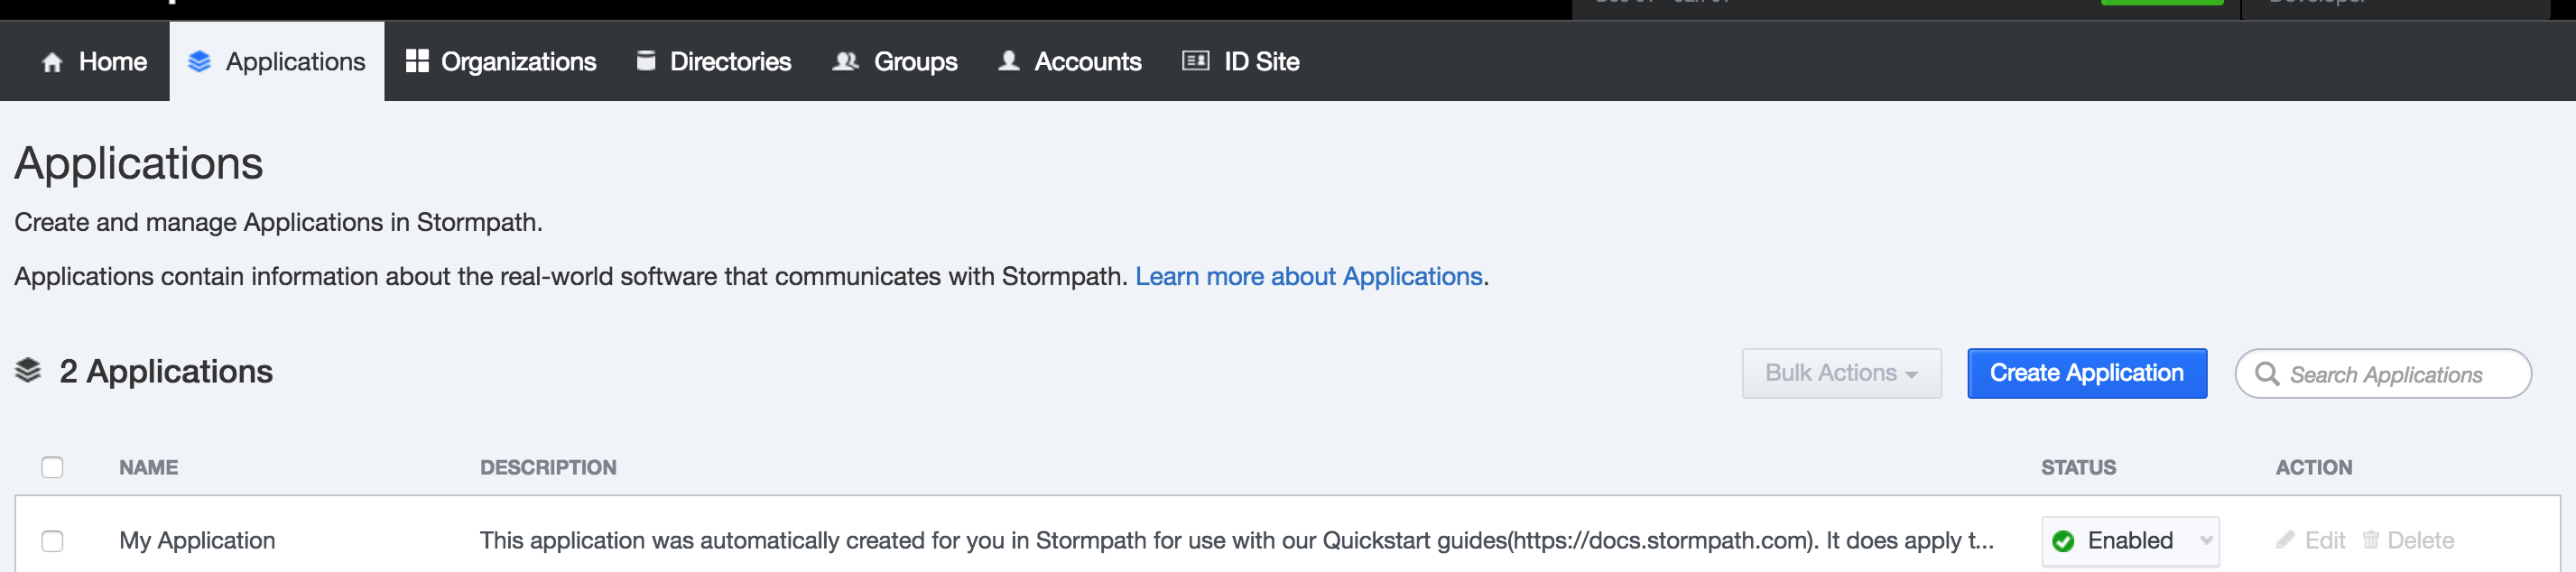 Home Applications Organizations Directories Groups Accounts ID Site
Applications
Create and manage Applications in Stormpath.
Applications contain information about the real-world software that communicates with Stormpath. Learn more about Applications.
2 Applications Bulk Actions Create Application Search Applications
NAME DESCRIPTION STATUS ACTION
My Application This application was automatically created for you in Stormpath for use with our Quickstart guides(https://docs.stormpath.com). It does apply t... Enabled Edit Delete